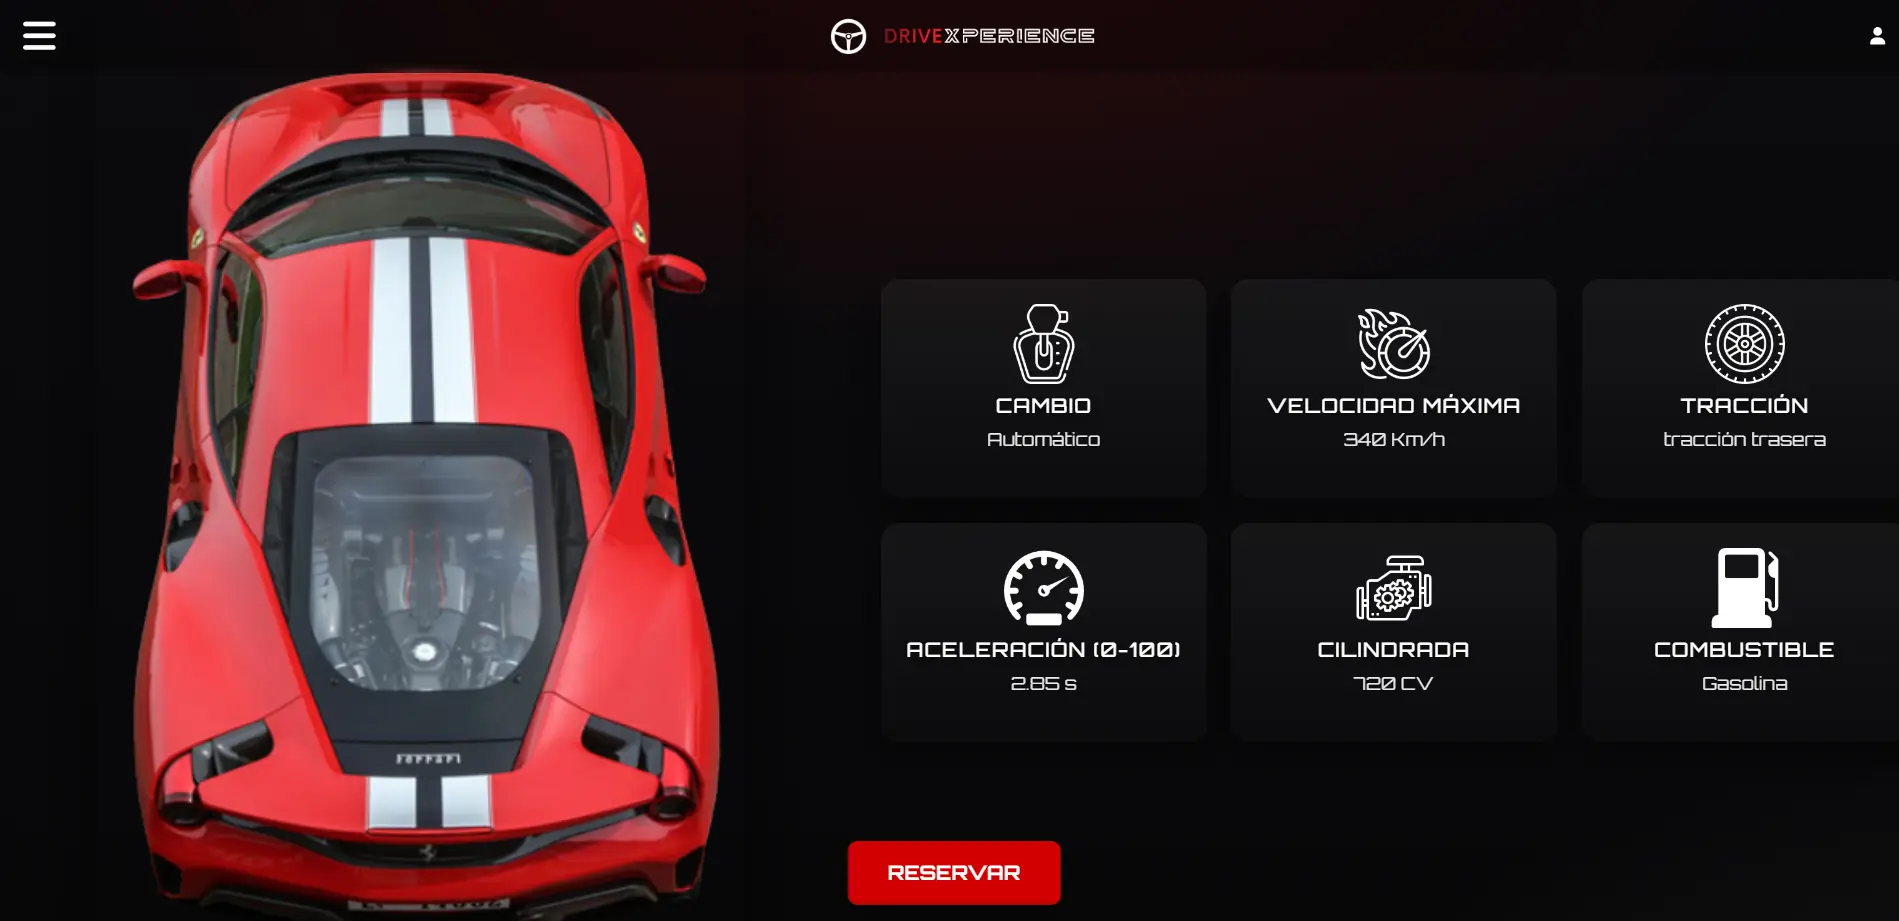 DRIVEXPERIENCE
CAMBIO
Automático
VELOCIDAD MÁXIMA
340 Km/h
TRACCIÓN
tracción trasera
ACELERACIÓN (0-100)
2.85 s
CILINDRADA
720 CV
COMBUSTIBLE
Gasolina
Ferrari
RESERVAR